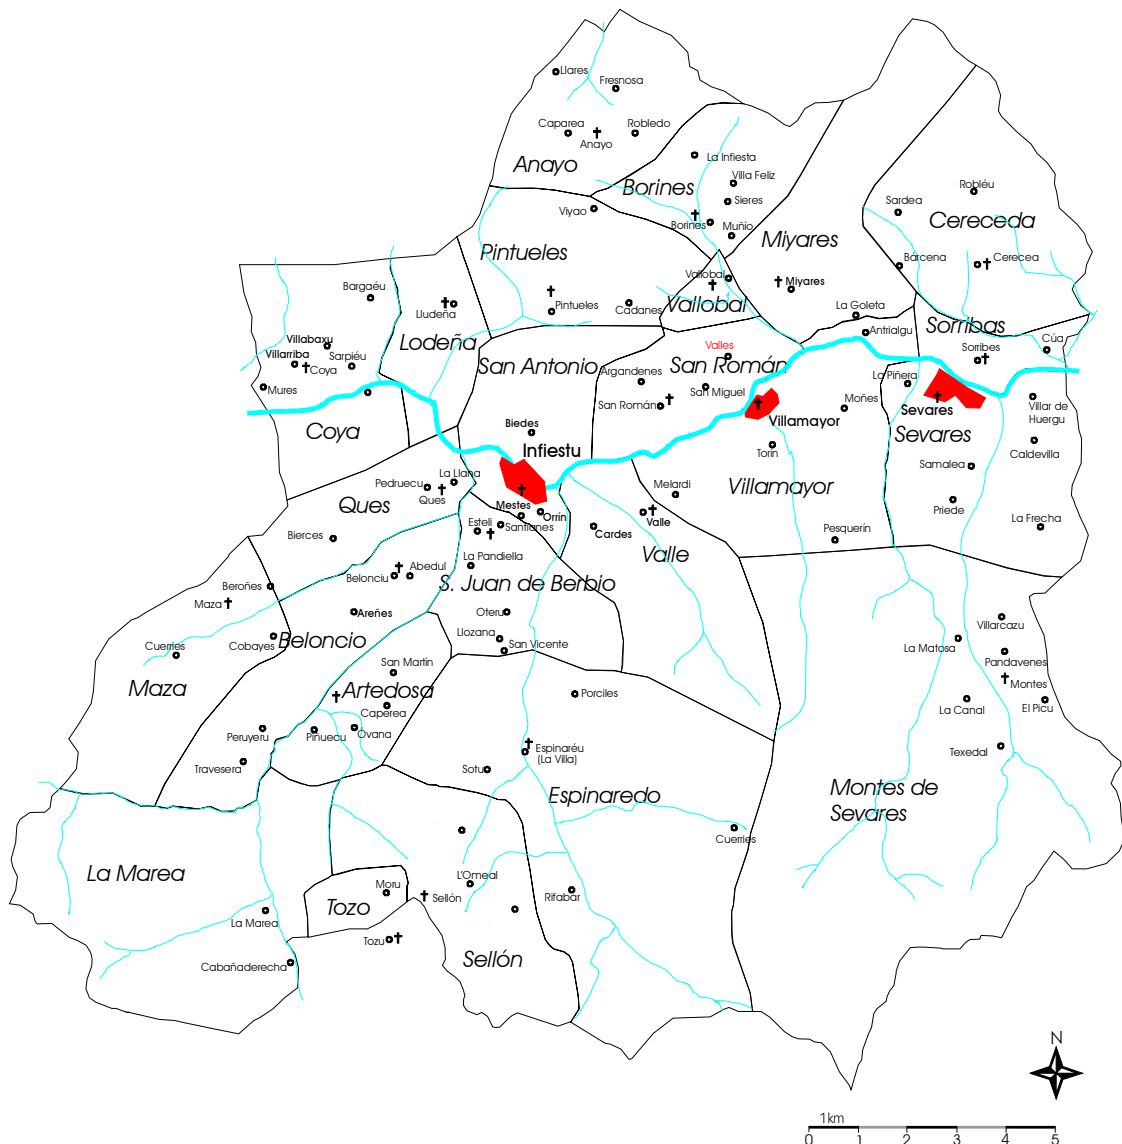 Llares
Fresnosa
Caparea
Robledo
Anayo
Anayo
La Infiesta
Villa Feliz
Borines
Sieres
Borines
Muñio
Viyao
Robléu
Sardea
Cereceda
Bárcena
Cerecea
Miyares
Miyares
Pintueles
Pintueles
Cadanes
Vallobal
Vallobal
La Goleta
Antrialgu
Sorribas
Sorribes
Cúa
Bargaéu
Lludeña
Lodeña
Villabaxu
Villarriba
Sarpiéu
Coya
Mures
Coya
San Antonio
Valles
San Román
Argandenes
San Miguel
San Román
Biedes
Infiestu
Villamayor
Moñes
Torín
La Piñera
Sevares
Sevares
Villar de
Huergu
Samalea
Caldevilla
Priede
La Frecha
Villamayor
Pesquerín
La Llana
Pedruecu
Ques
Ques
Bierces
Mestes
Orrín
Santianes
Esteli
Melardi
Valle
Cardes
Valle
La Pandiella
S. Juan de Berbio
Abedul
Belonciu
Beroñes
Maza
Areñes
Oteru
Llozana
San Vicente
Cuerries
Cobayes
Beloncio
Maza
San Martín
Artedosa
Caperea
Peruyeru
Piñuecu
Ovana
Travesera
Villarcazu
La Matosa
Pandavenes
Montes
La Canal
El Picu
Texedal
Porciles
Espinaréu
(La Villa)
Sotu
Espinaredo
Montes de
Sevares
Cuerries
La Marea
Moru
Tozo
L'Omeal
Sellón
Rifabar
La Marea
Tozu
Cabañaderecha
Sellón
N
1km
0 1 2 3 4 5